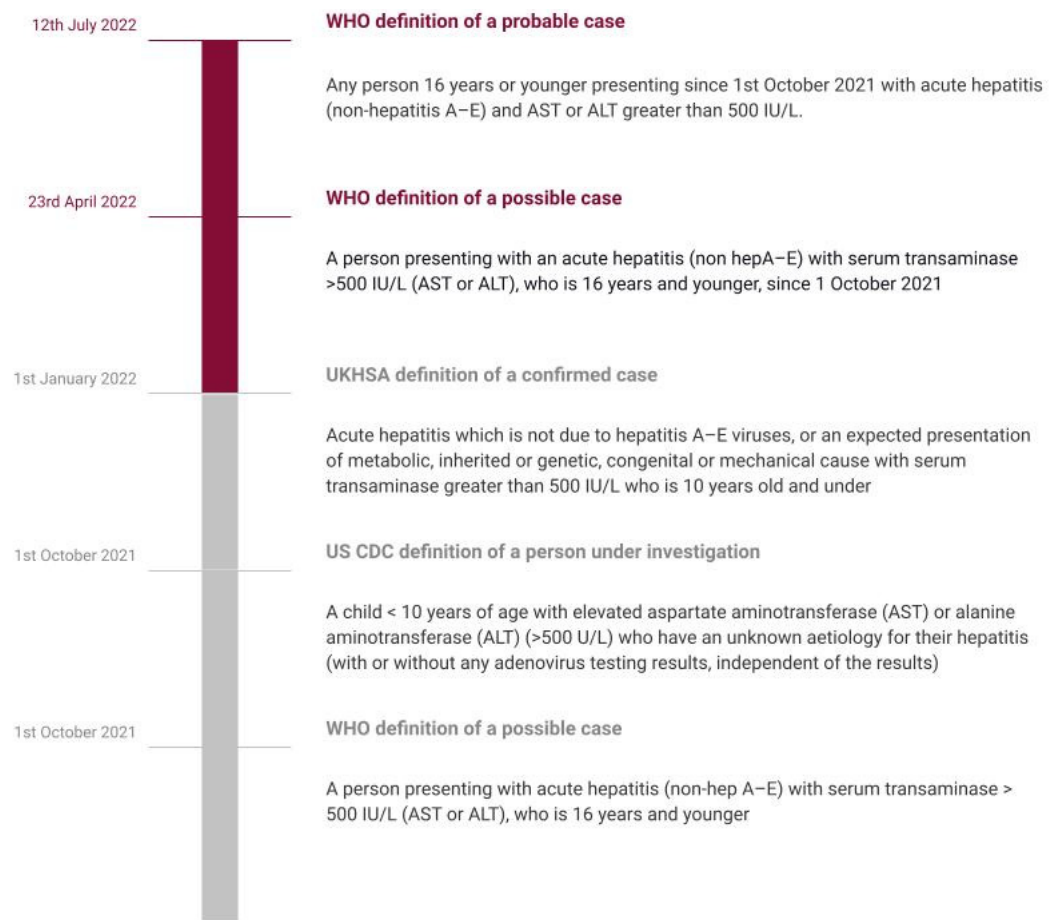 12th July 2022
WHO definition of a probable case
Any person 16 years or younger presenting since 1st October 2021 with acute hepatitis
(non-hepatitis A–E) and AST or ALT greater than 500 IU/L.
23rd April 2022
WHO definition of a possible case
A person presenting with an acute hepatitis (non hepA–E) with serum transaminase
>500 IU/L (AST or ALT), who is 16 years and younger, since 1 October 2021
1st January 2022
UKHSA definition of a confirmed case
Acute hepatitis which is not due to hepatitis A–E viruses, or an expected presentation
of metabolic, inherited or genetic, congenital or mechanical cause with serum
transaminase greater than 500 IU/L who is 10 years old and under
1st October 2021
US CDC definition of a person under investigation
A child < 10 years of age with elevated aspartate aminotransferase (AST) or alanine
aminotransferase (ALT) (>500 U/L) who have an unknown aetiology for their hepatitis
(with or without any adenovirus testing results, independent of the results)
1st October 2021
WHO definition of a possible case
A person presenting with acute hepatitis (non-hep A–E) with serum transaminase >
500 IU/L (AST or ALT), who is 16 years and younger